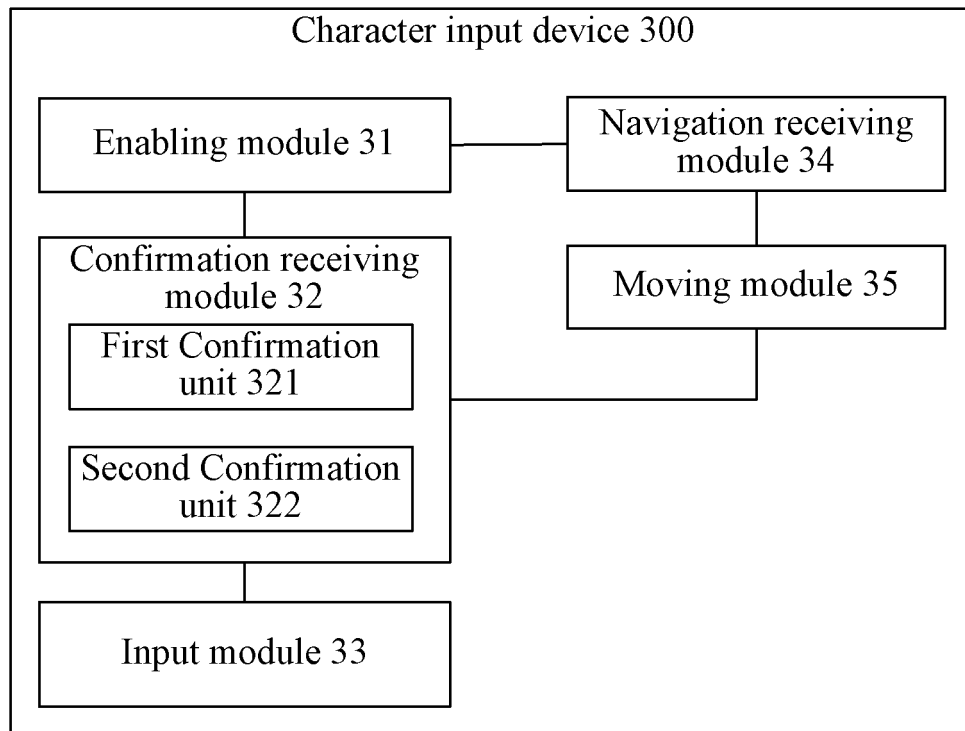 Character input device 300
Enabling module 31
Navigation receiving
module 34
Confirmation receiving
module 32
Moving module 35
First Confirmation
unit 321
Second Confirmation
unit 322
Input module 33